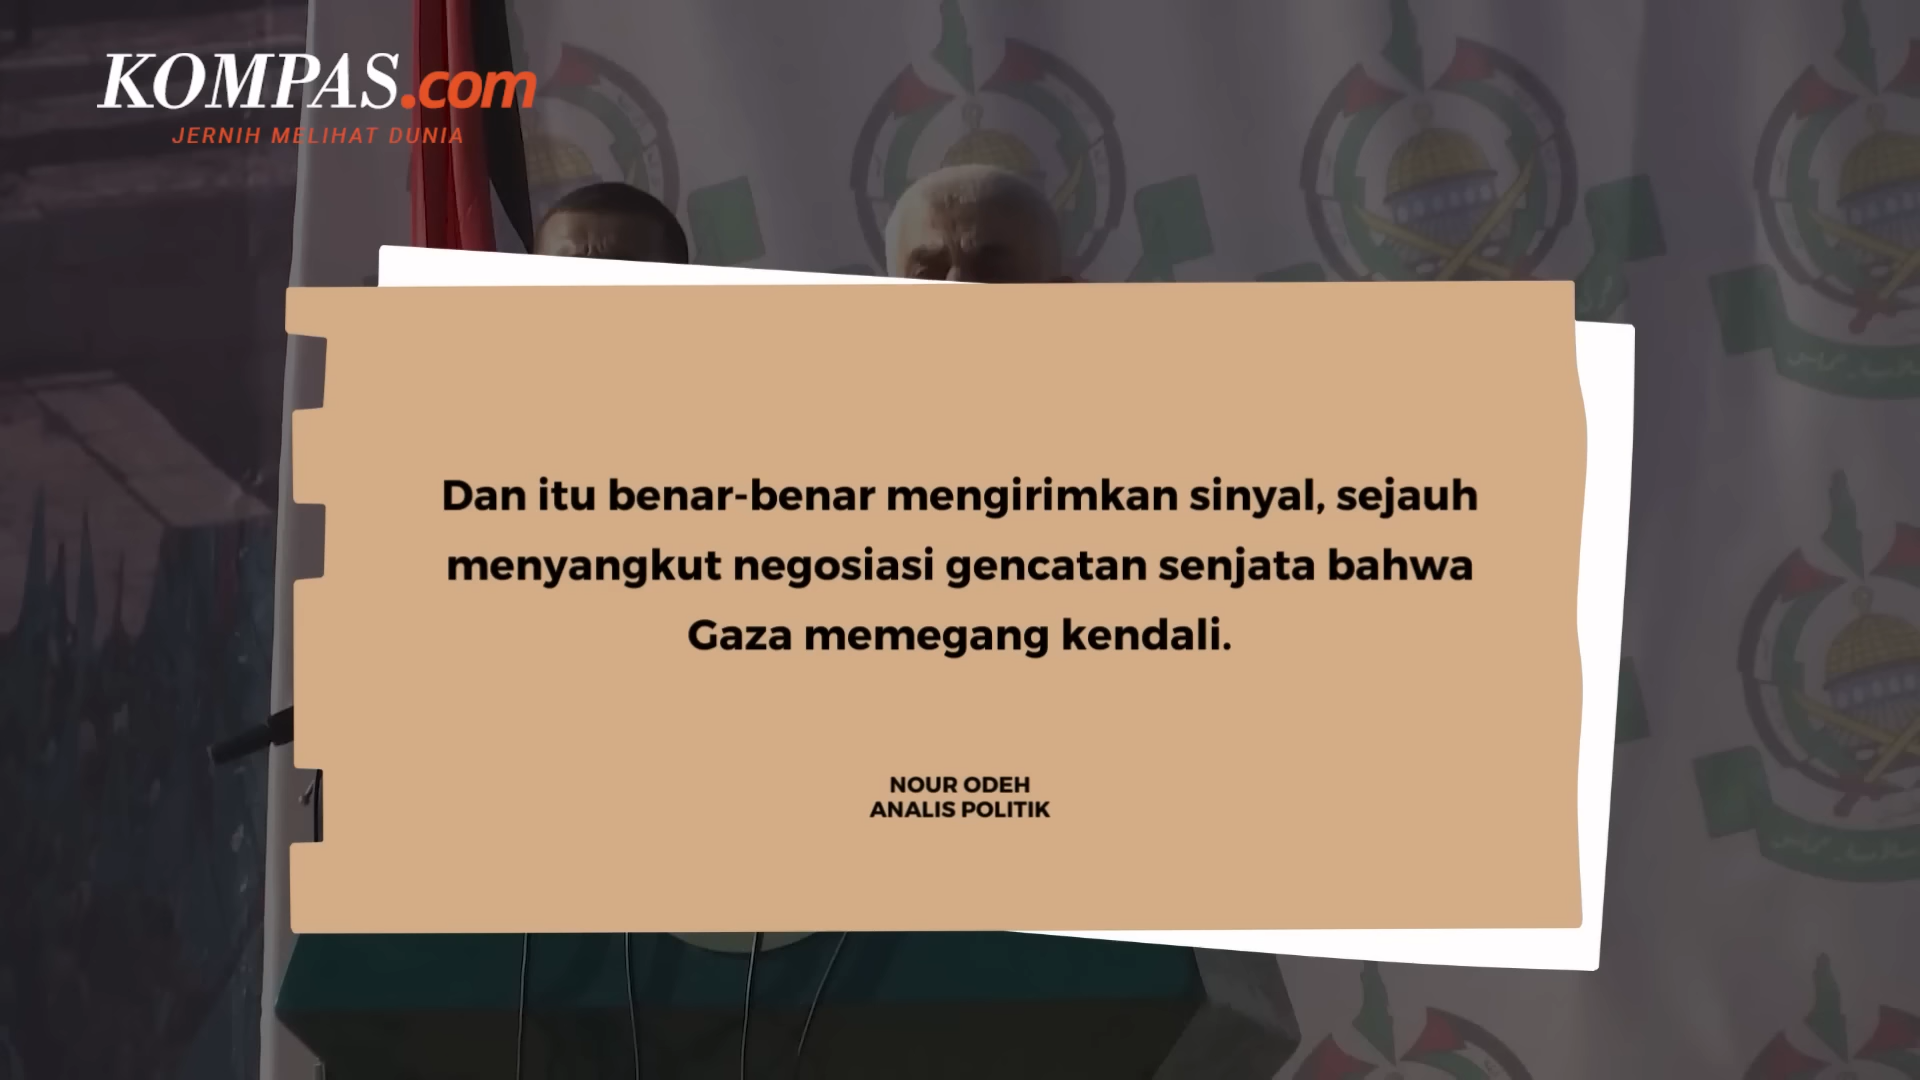 KOMPAS.com
JERNIH MELIHAT DUNIA
Dan itu benar-benar mengirimkan sinyal, sejauh
menyangkut negosiasi gencatan senjata bahwa
Gaza memegang kendali.
NOUR ODEH
ANALIS POLITIK